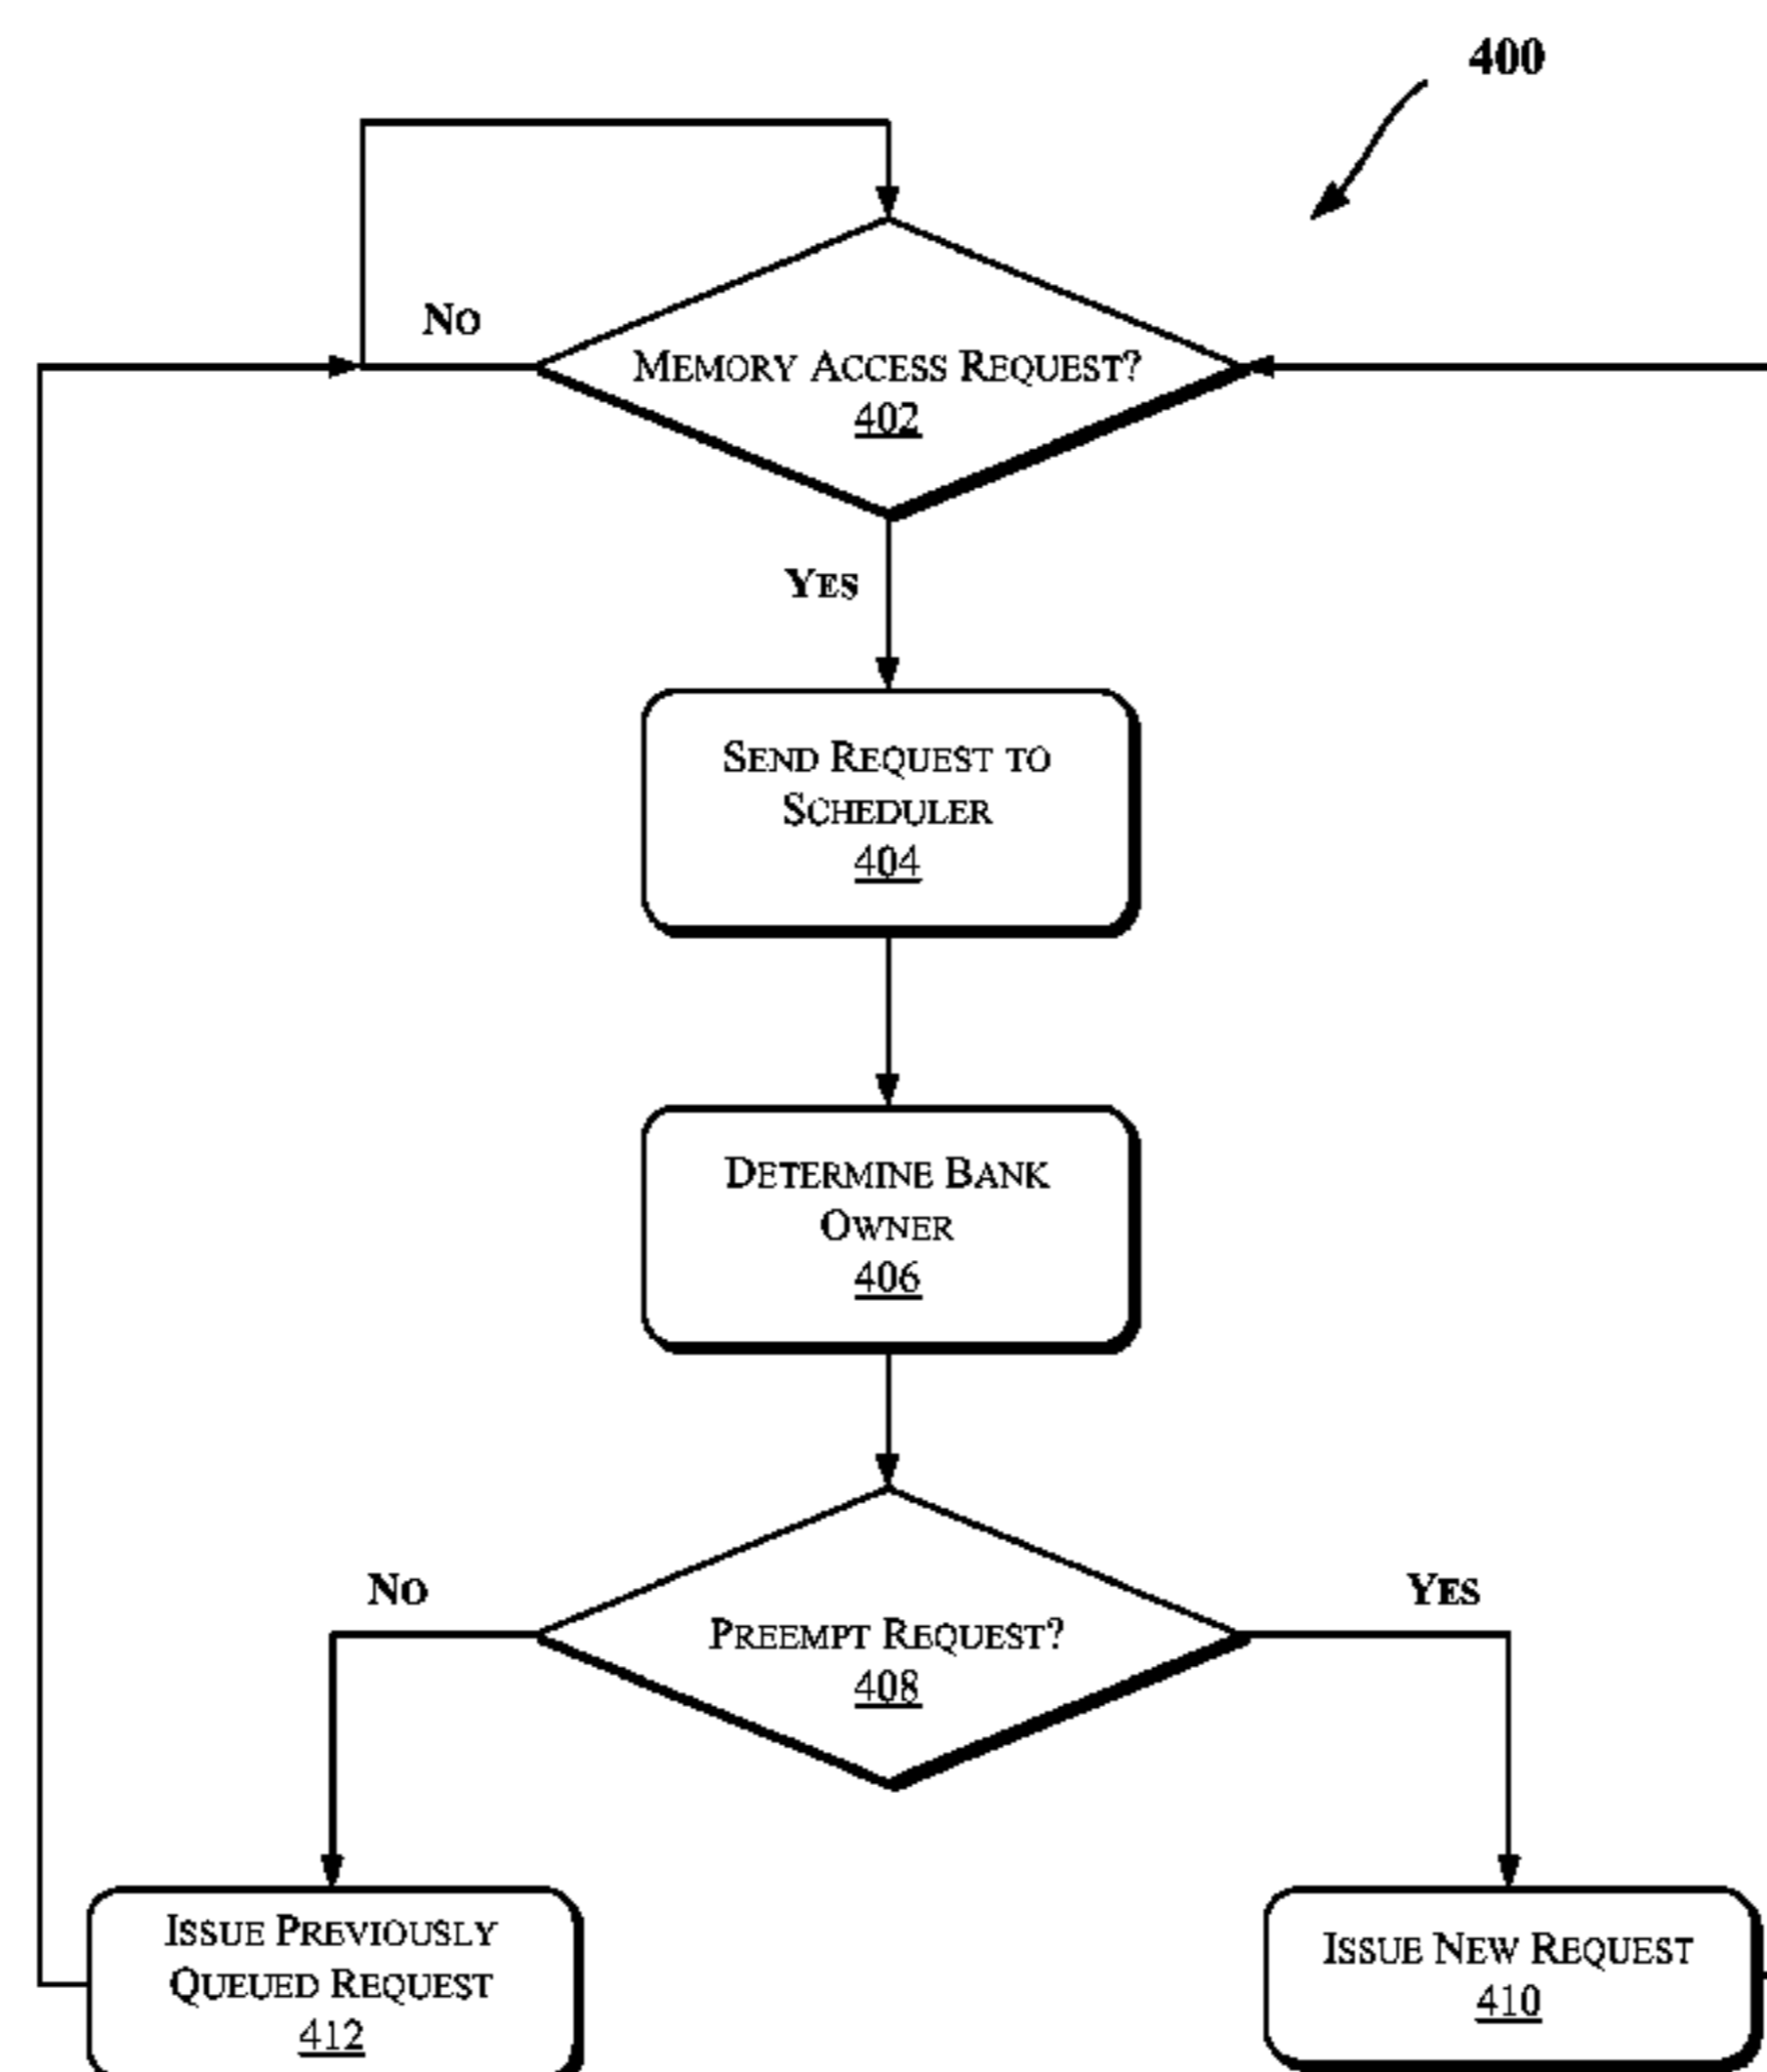 400
NO
MEMORY ACCESS REQUEST?
402
YES
SEND REQUEST TO
SCHEDULER
404
DETERMINE BANK
OWNER
406
NO
YES
PREEMPT REQUEST?
408
ISSUE PREVIOUSLY
QUEUED REQUEST
412
ISSUE NEW REQUEST
410